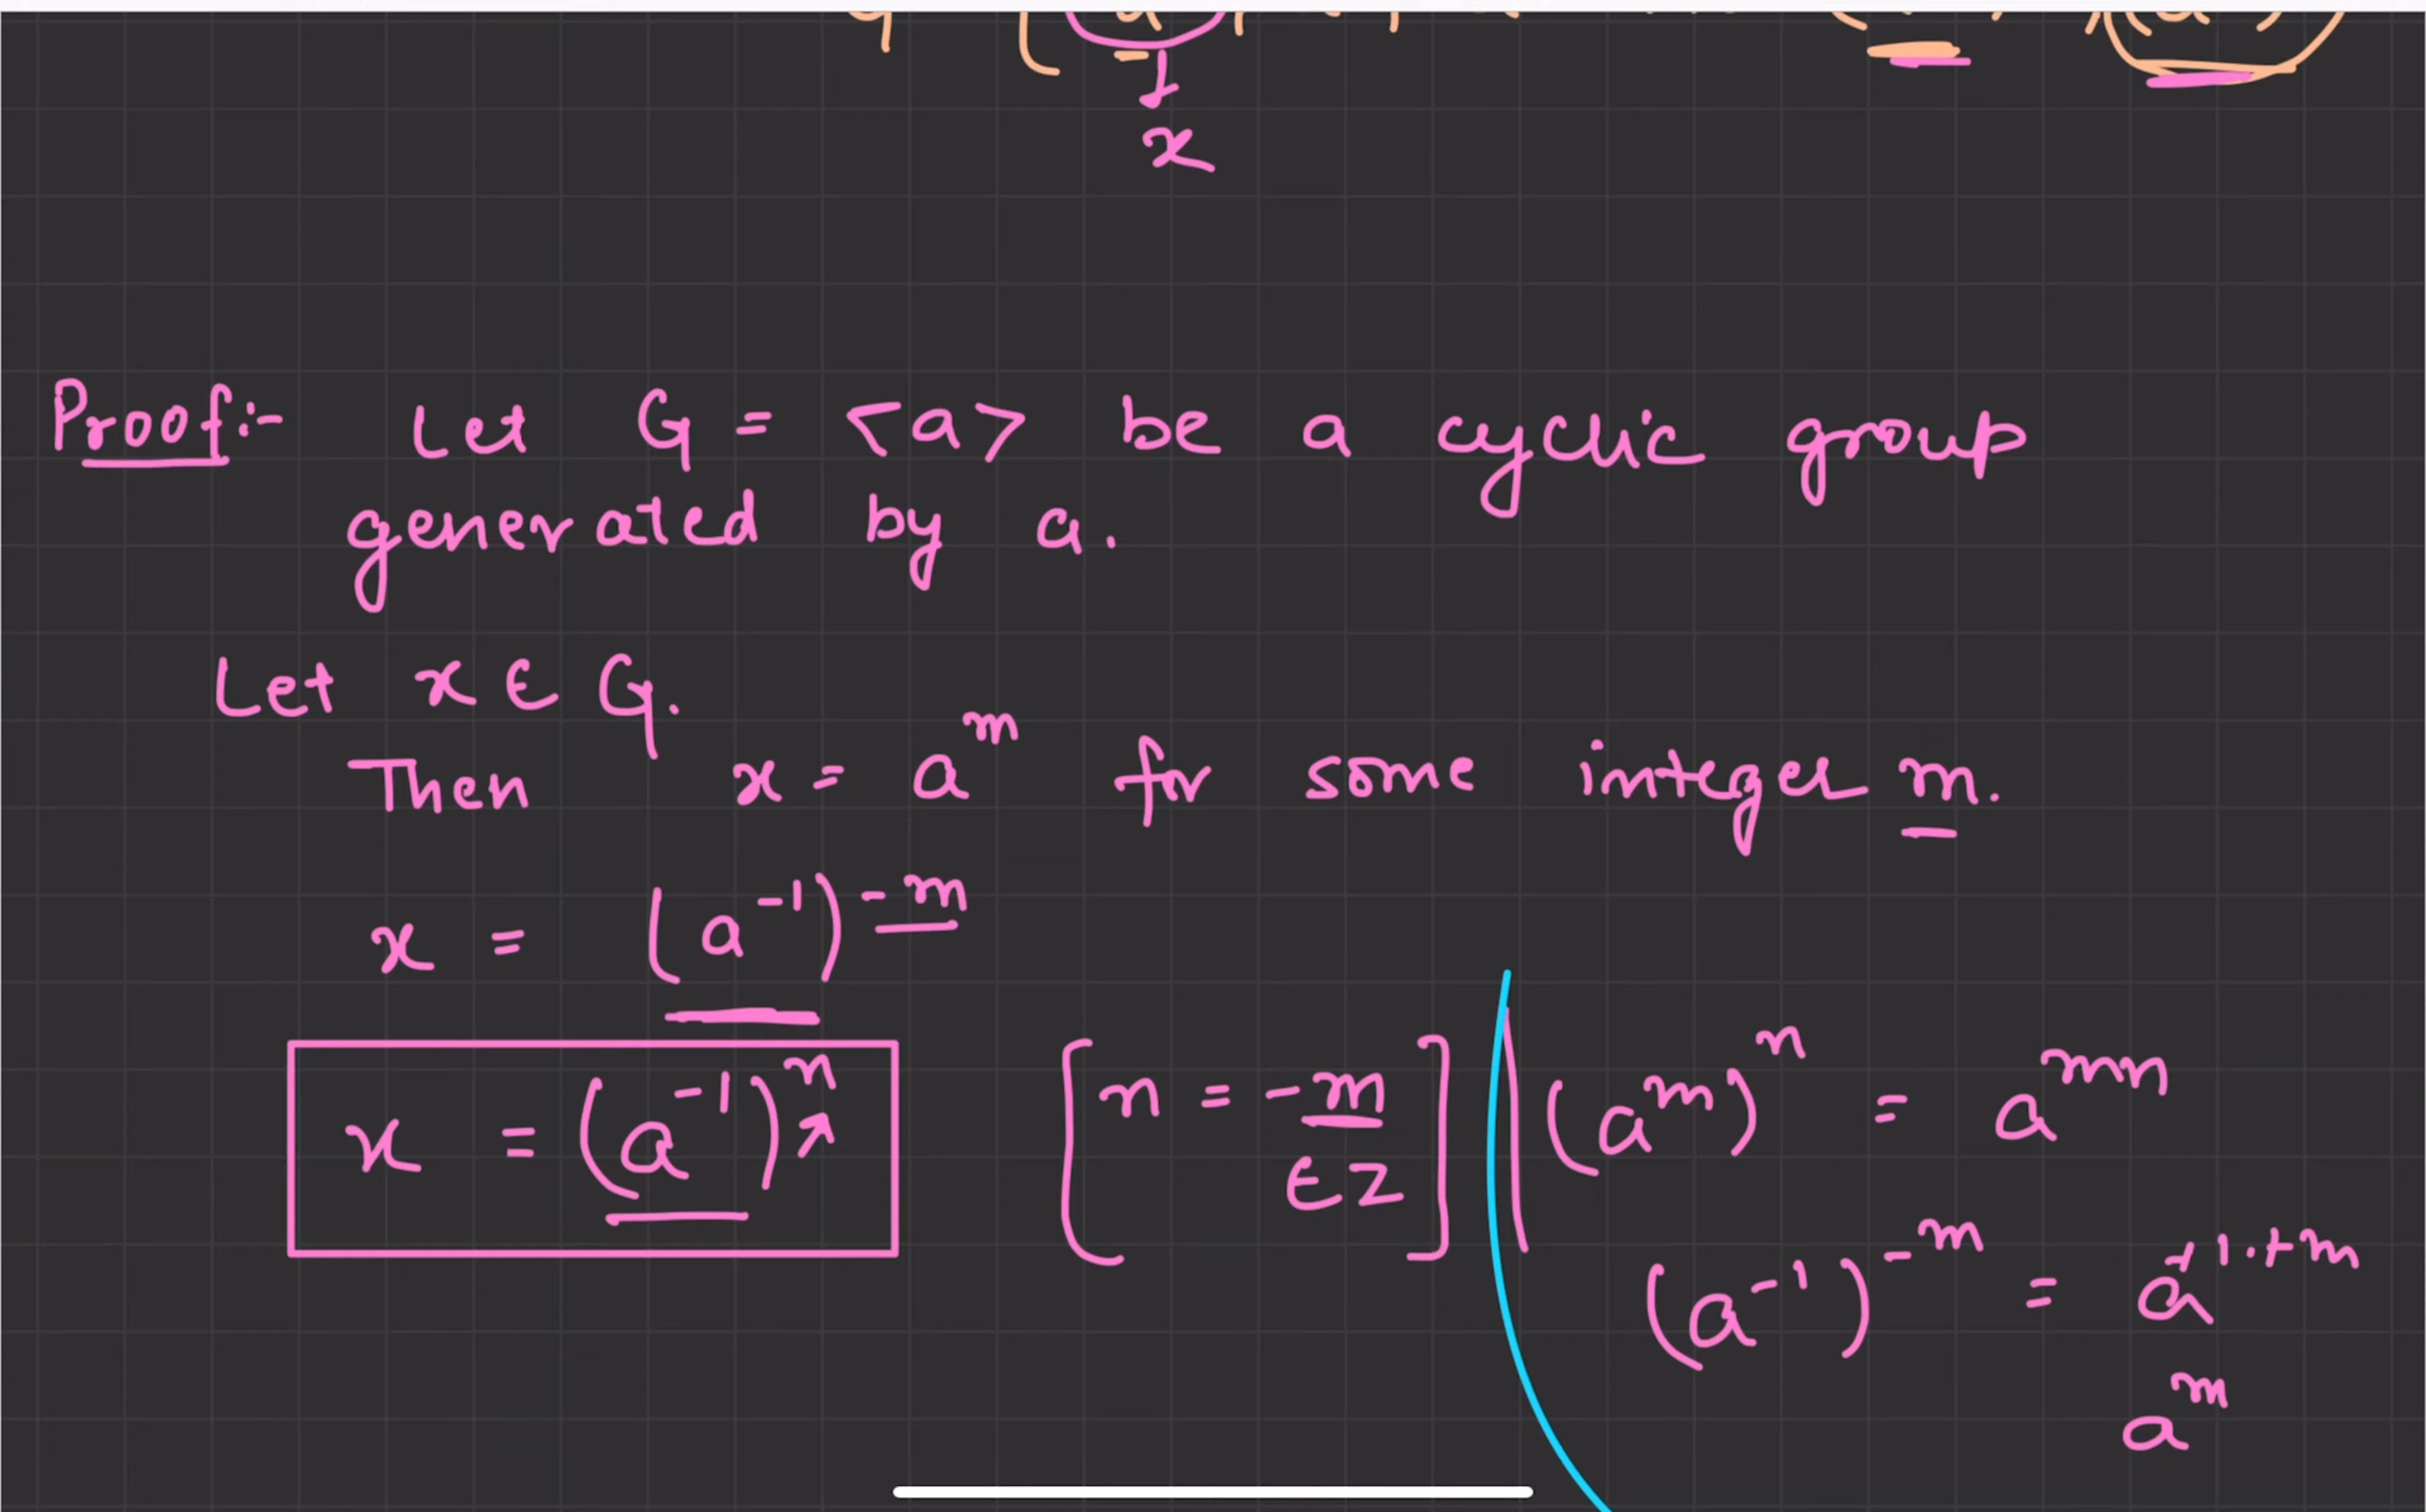 x
Proof:- Let G = <a> be a cyclic group
generated by a.
Let x ∈ G.
Then x = a^m for some integer m.
x = (a^-1)^-m
x = (a^-1)^n [n = -m ∈ Z]
(a^m)^n = a^mn
(a^-1)^-m = a^+1·+m
a^m